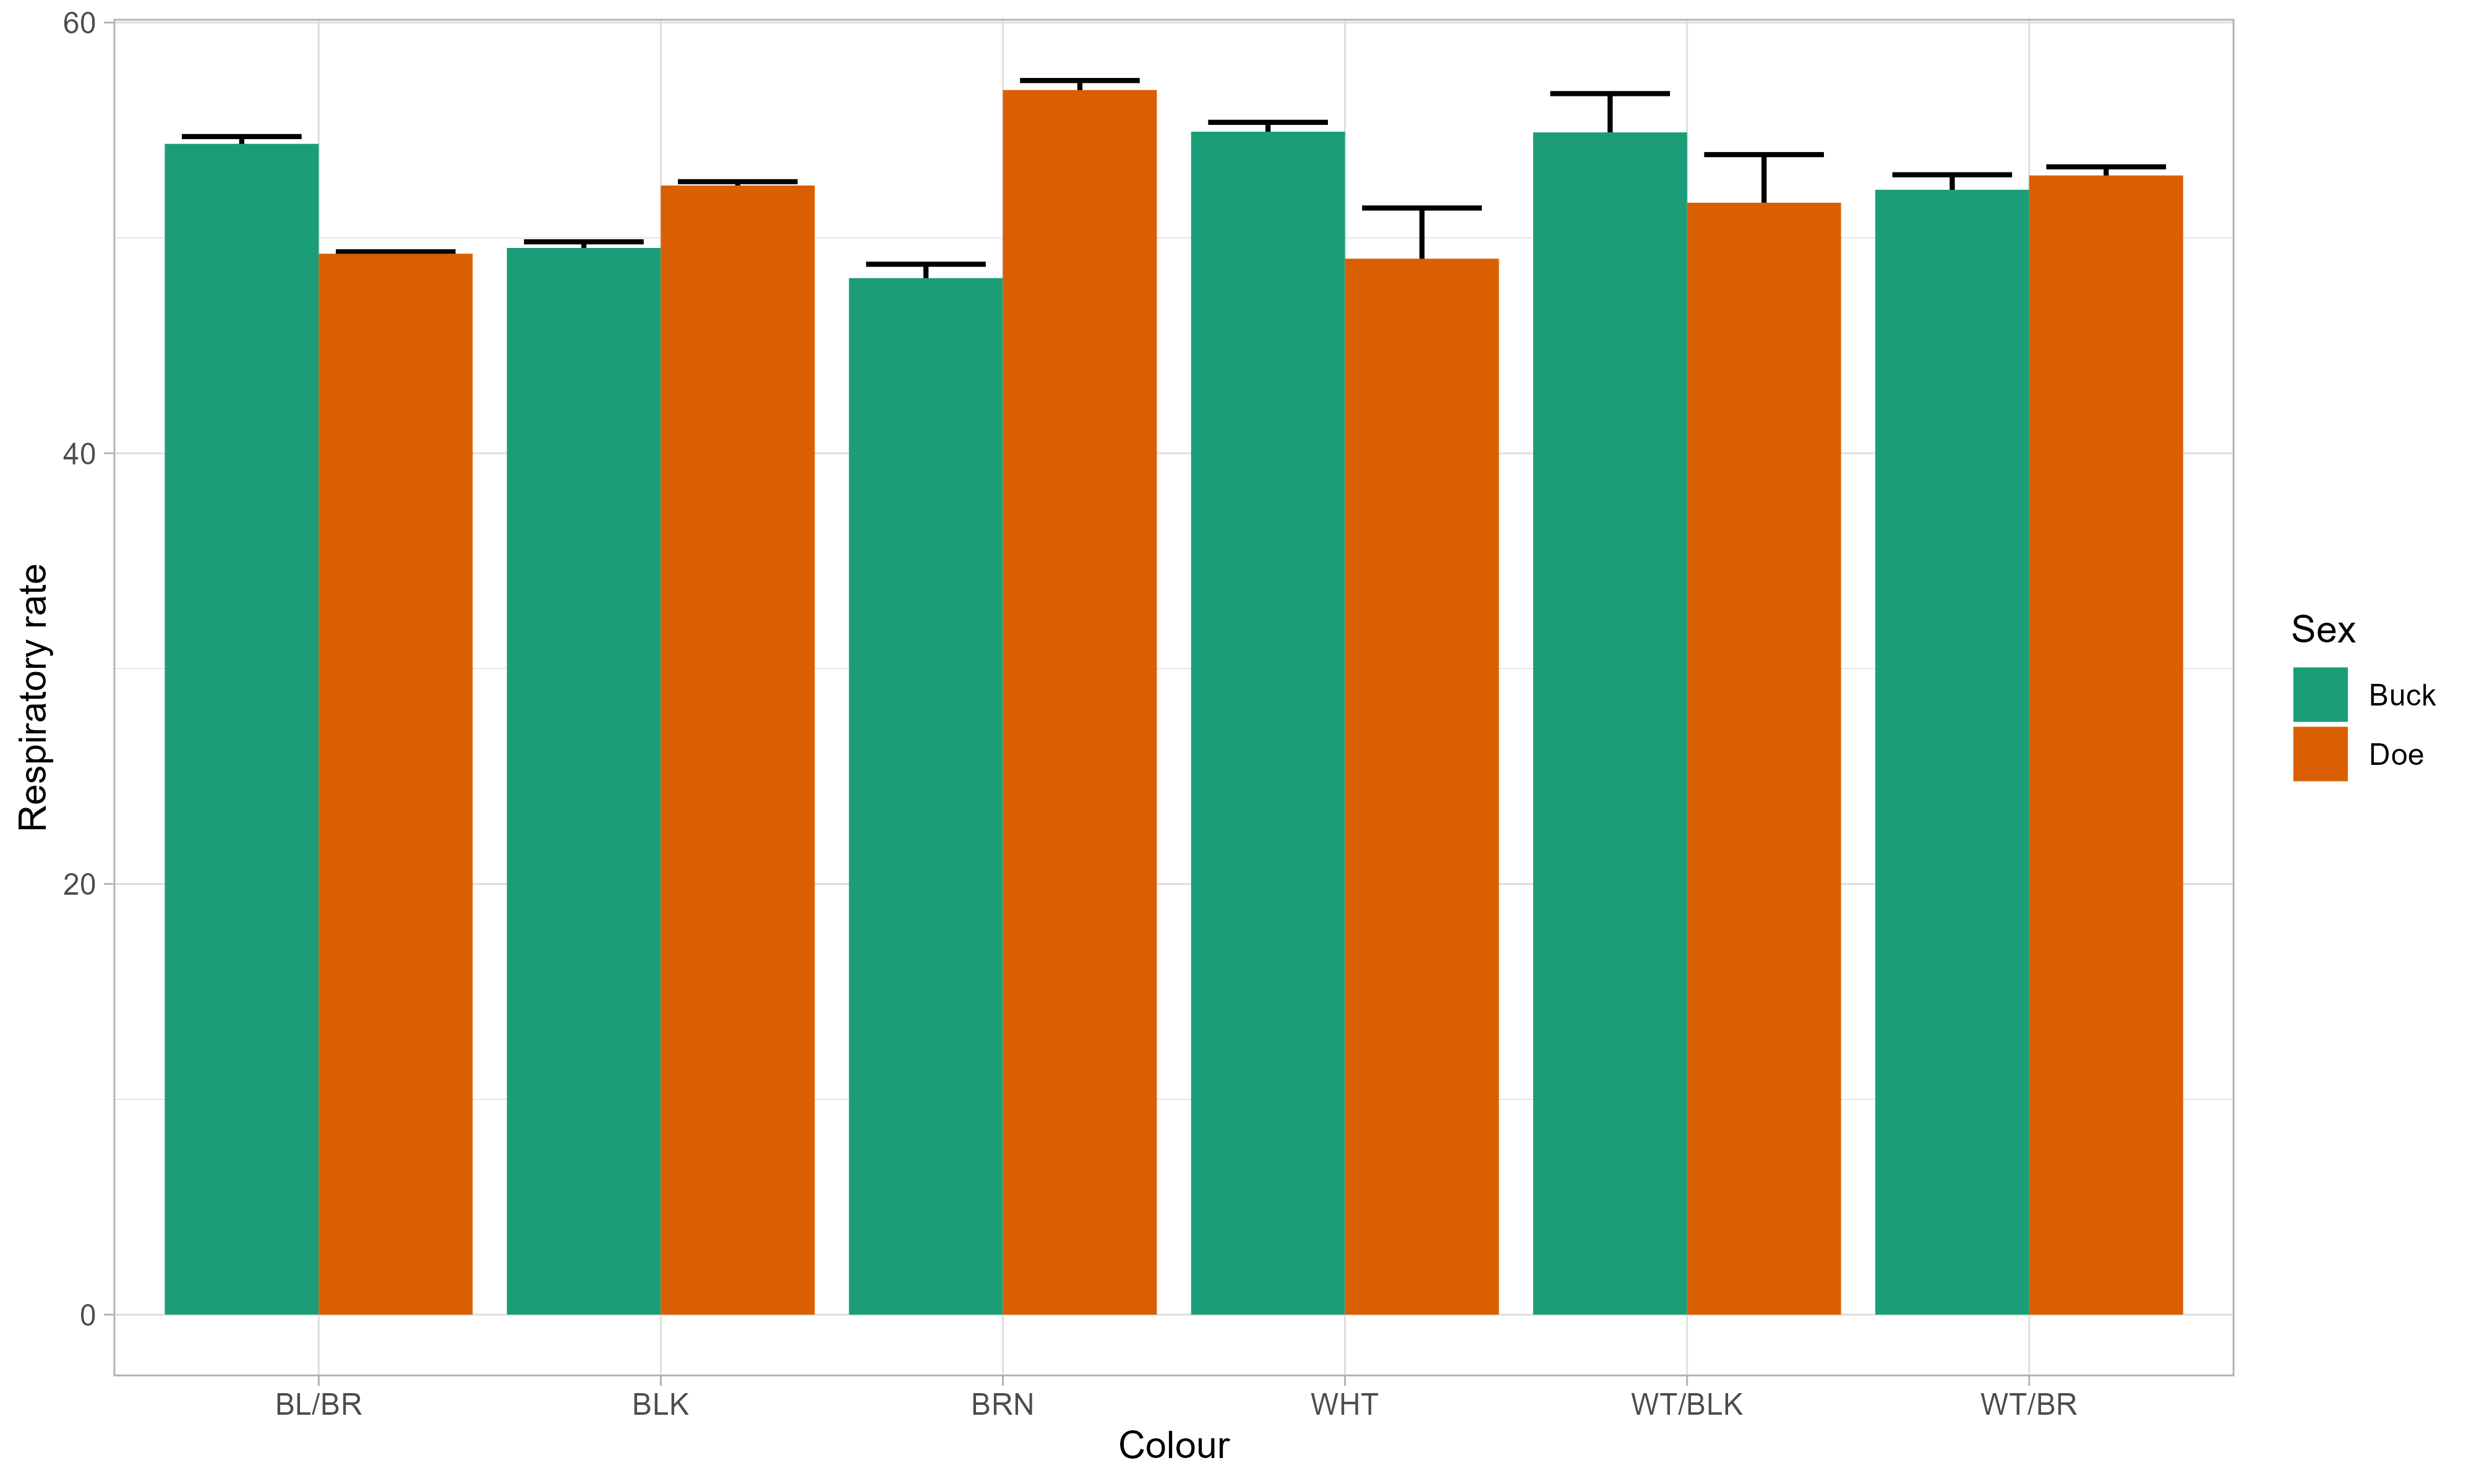 60
40
20
0
Respiratory rate
BL/BR
BLK
BRN
WHT
WT/BLK
WT/BR
Colour
Sex
Buck
Doe